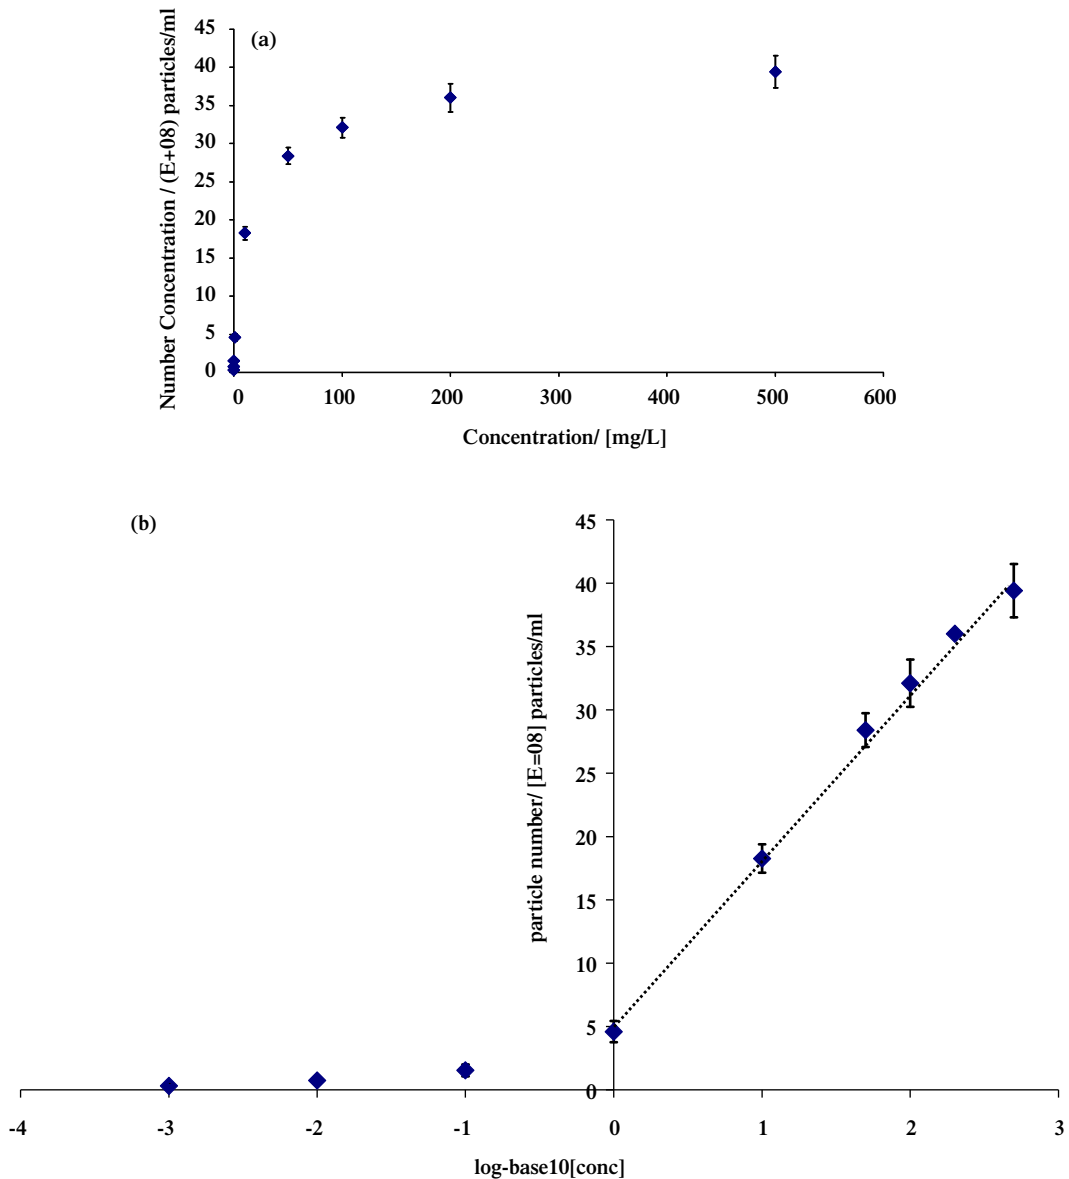 (a)
Number Concentration / (E+08) particles/ml
45
40
35
30
25
20
15
10
5
0
0 100 200 300 400 500 600
Concentration/ [mg/L]
(b)
particle number/ [E=08] particles/ml
45
40
35
30
25
20
15
10
5
0
-4 -3 -2 -1 0 1 2 3
log-base10[conc]